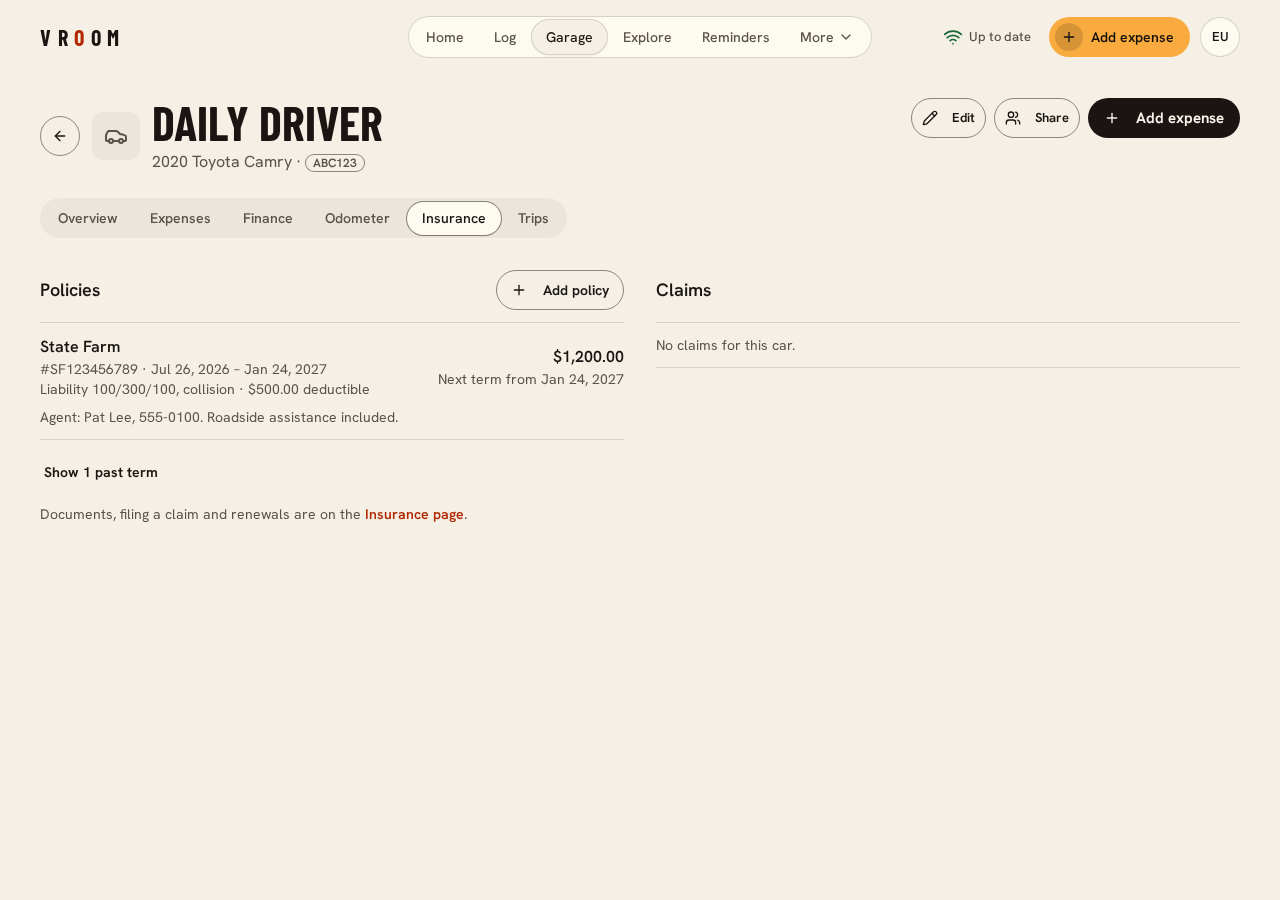 VROOM
Home Log Garage Explore Reminders More
Up to date
Add expense
EU
DAILY DRIVER
2020 Toyota Camry · ABC123
Edit
Share
Add expense
Overview Expenses Finance Odometer Insurance Trips
Policies
Add policy
State Farm
#SF123456789 · Jul 26, 2026 – Jan 24, 2027
Liability 100/300/100, collision · $500.00 deductible
$1,200.00
Next term from Jan 24, 2027
Agent: Pat Lee, 555-0100. Roadside assistance included.
Show 1 past term
Documents, filing a claim and renewals are on the Insurance page.
Claims
No claims for this car.